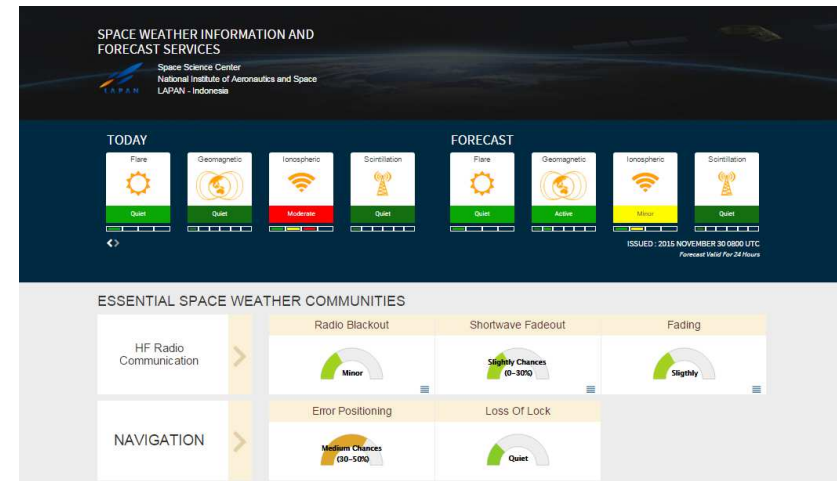 SPACE WEATHER INFORMATION AND
FORECAST SERVICES
Space Science Center
National Institute of Aeronautics and Space
LAPAN - Indonesia
LAPAN
TODAY
Flare
Geomagnetic
Ionospheric
Scintillation
Quiet
Quiet
Moderate
Quiet
FORECAST
Flare
Geomagnetic
Ionospheric
Scintillation
Quiet
Active
Minor
Quiet
ISSUED : 2015 NOVEMBER 30 0800 UTC
Forecast Valid For 24 Hours
ESSENTIAL SPACE WEATHER COMMUNITIES
HF Radio
Communication
Radio Blackout
Minor
Shortwave Fadeout
Slightly Chances
(0-30%)
Fading
Sligthly
NAVIGATION
Error Positioning
Medium Chances
(30-50%)
Loss Of Lock
Quiet